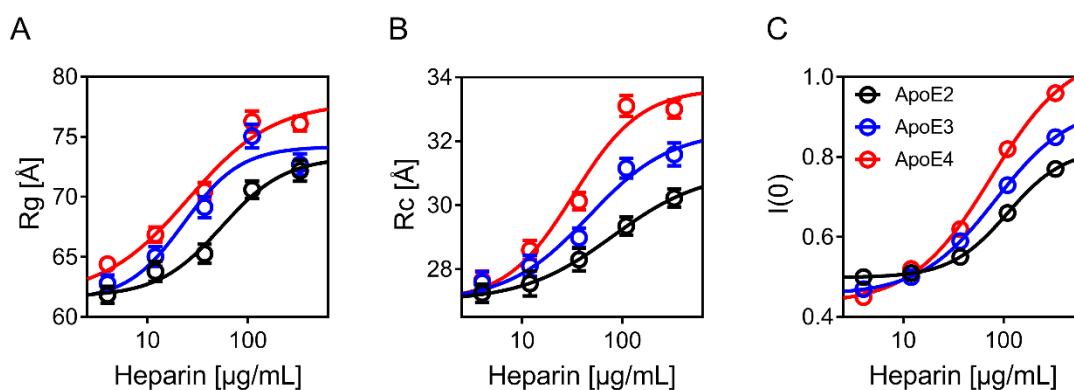 A
Rg [Å]
80
75
70
65
60
10
100
Heparin [µg/mL]
B
Rc [Å]
34
32
30
28
10
100
Heparin [µg/mL]
C
I(0)
1.0
0.8
0.6
0.4
ApoE2
ApoE3
ApoE4
10
100
Heparin [µg/mL]